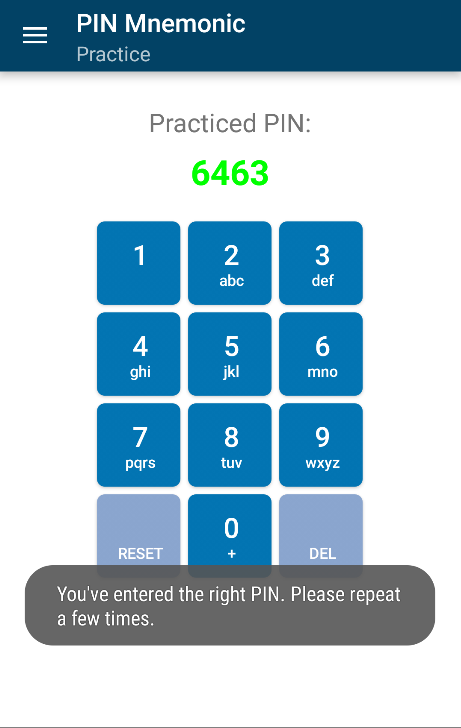 PIN Mnemonic
Practice
Practiced PIN:
6463
1
2
3
abc
def
4
5
6
ghi
jkl
mno
7
8
9
pqrs
tuv
wxyz
0
RESET
+
DEL
You've entered the right PIN. Please repeat
a few times.